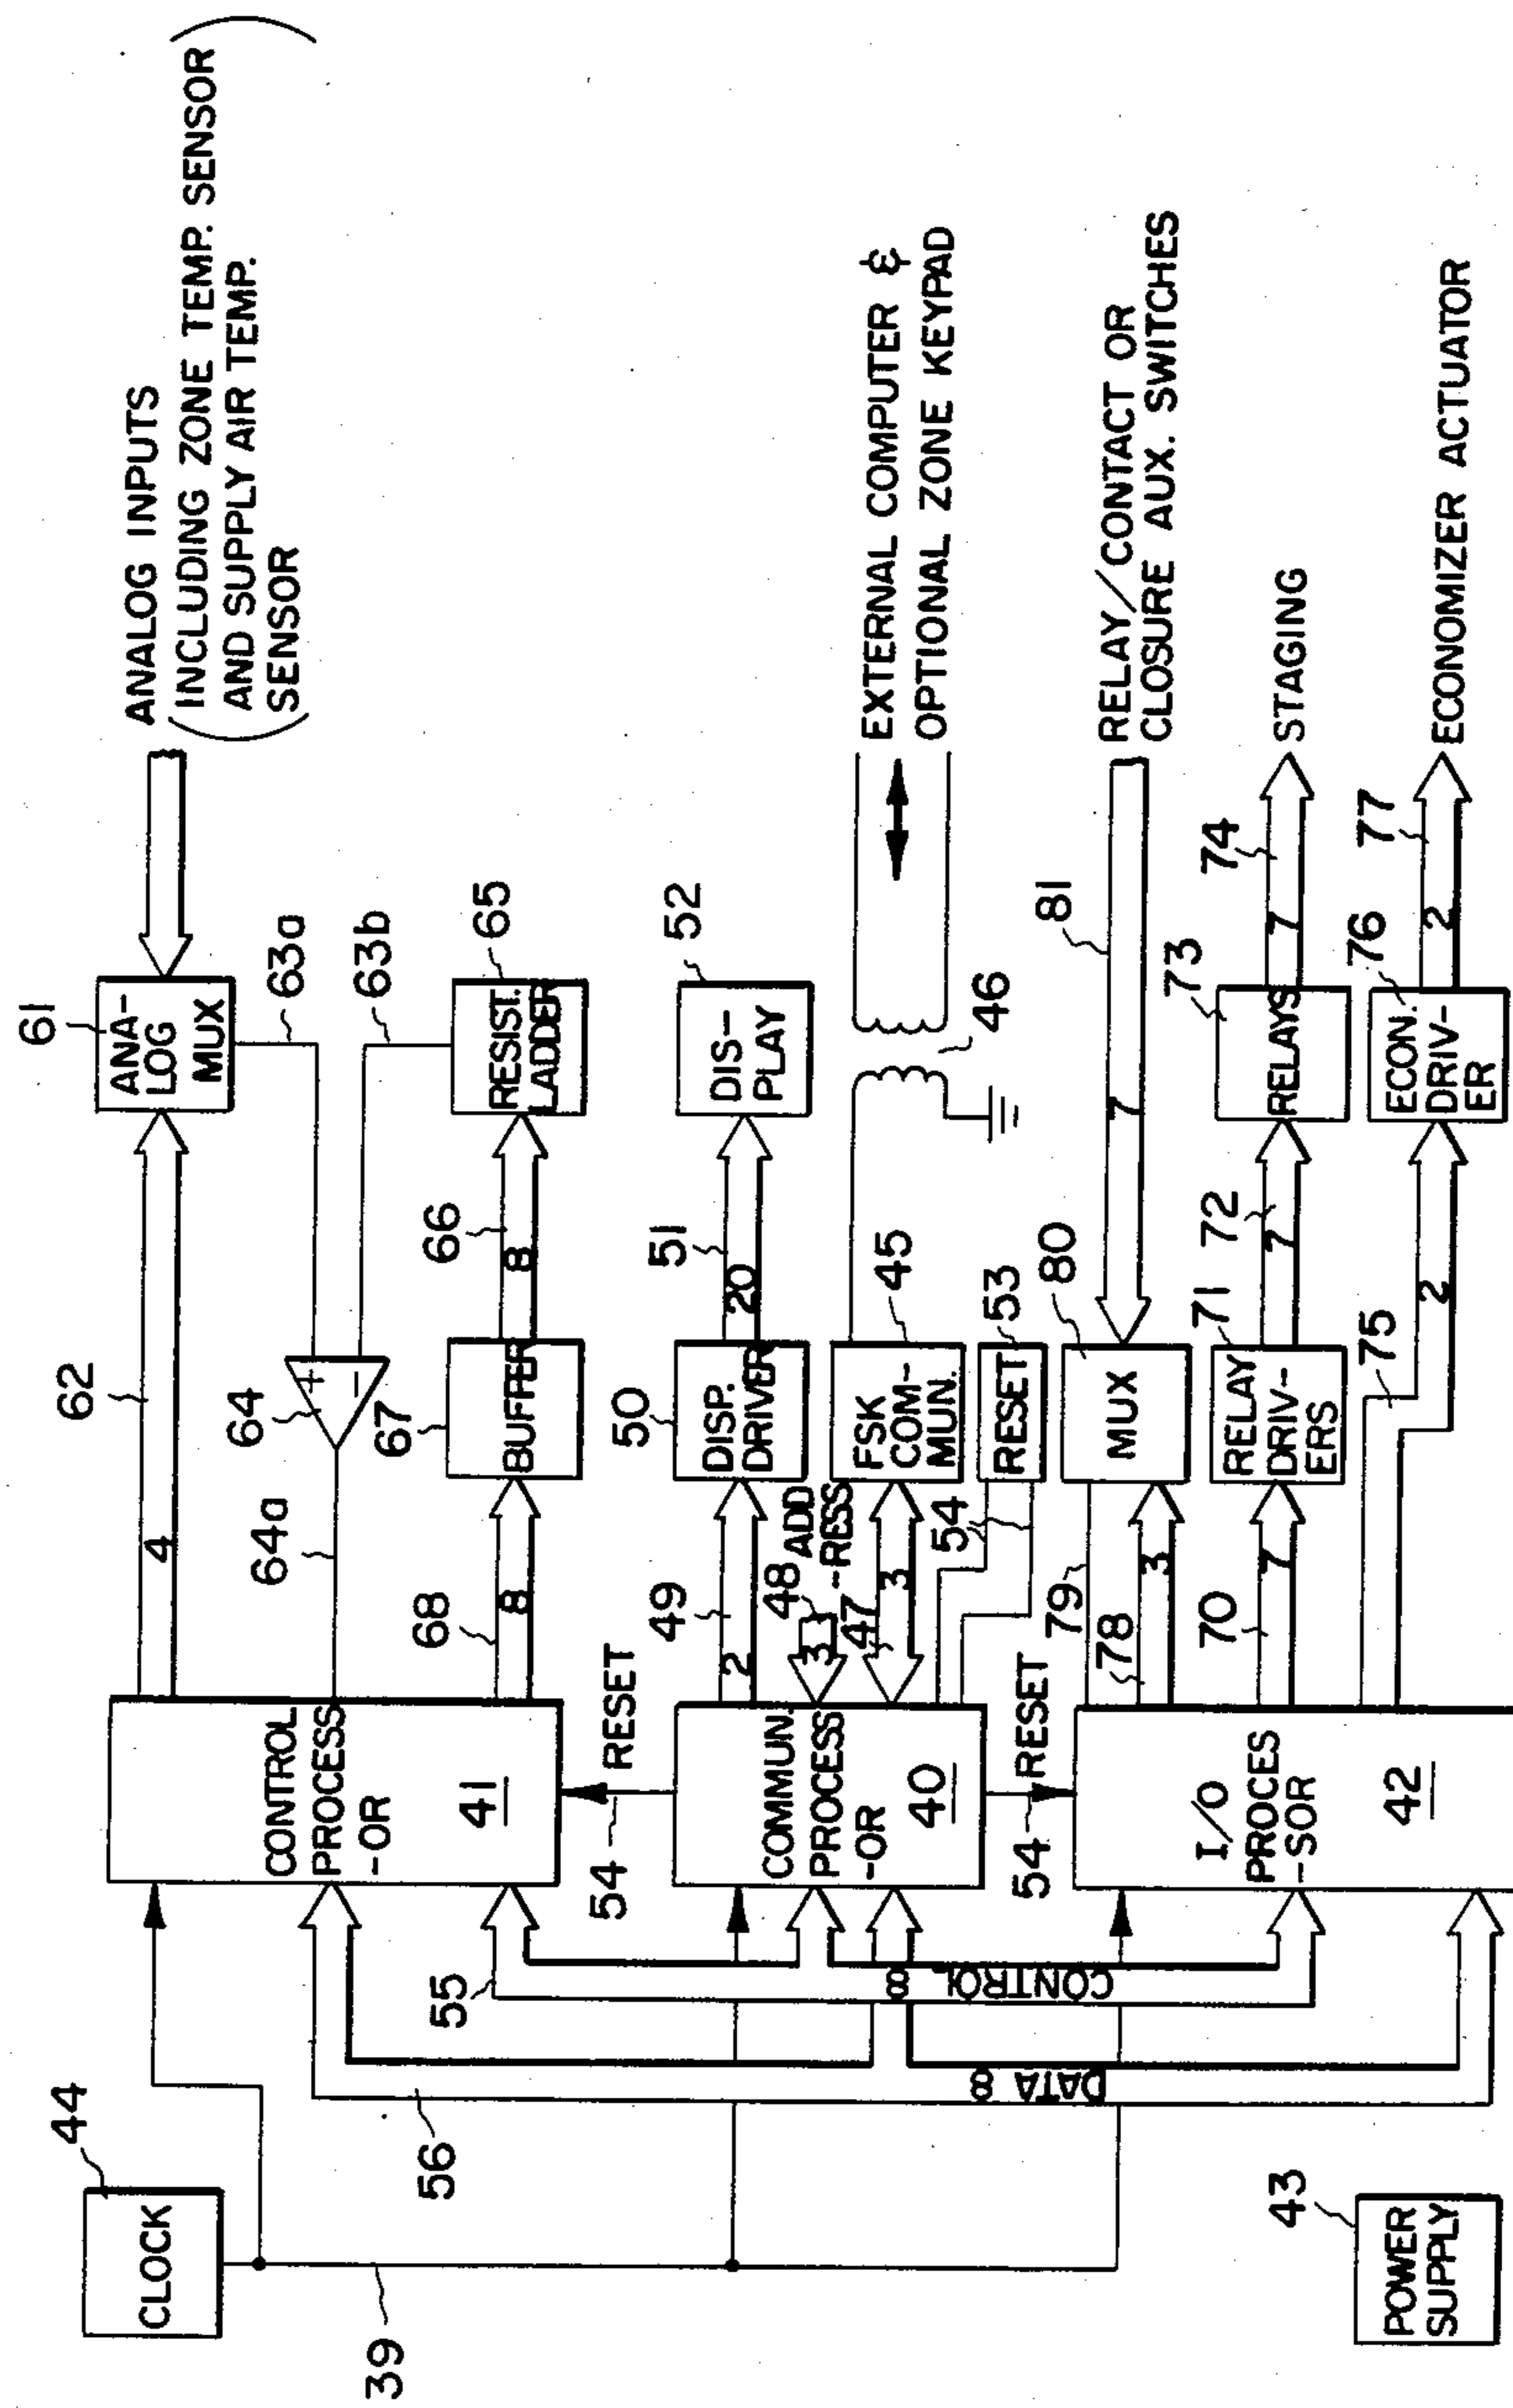 44
CLOCK
39
56
55
DATA 8
CONTROL 8
43
POWER
SUPPLY
CONTROL
PROCESS
-OR
41
54
RESET
COMMUN.
PROCESS
-OR
40
54
RESET
I/O
PROCES
-SOR
42
62
4
64a
64
+
-
63a
63b
61
ANA-
LOG
MUX
ANALOG INPUTS
INCLUDING ZONE TEMP. SENSOR
AND SUPPLY AIR TEMP.
SENSOR
68
8
67
BUFFER
66
8
65
RESIST.
LADDER
49
2
50
DISP.
DRIVER
51
20
52
DIS-
PLAY
48
3
ADD
-RESS
47
3
45
FSK
COM-
MUN.
46
EXTERNAL COMPUTER &
OPTIONAL ZONE KEYPAD
54
53
RESET
79
78
3
80
MUX
81
7
RELAY/CONTACT OR
CLOSURE AUX. SWITCHES
70
7
71
RELAY
DRIV-
ERS
72
7
73
RELAYS
74
7
STAGING
75
2
76
ECON.
DRIV-
ER
77
2
ECONOMIZER ACTUATOR